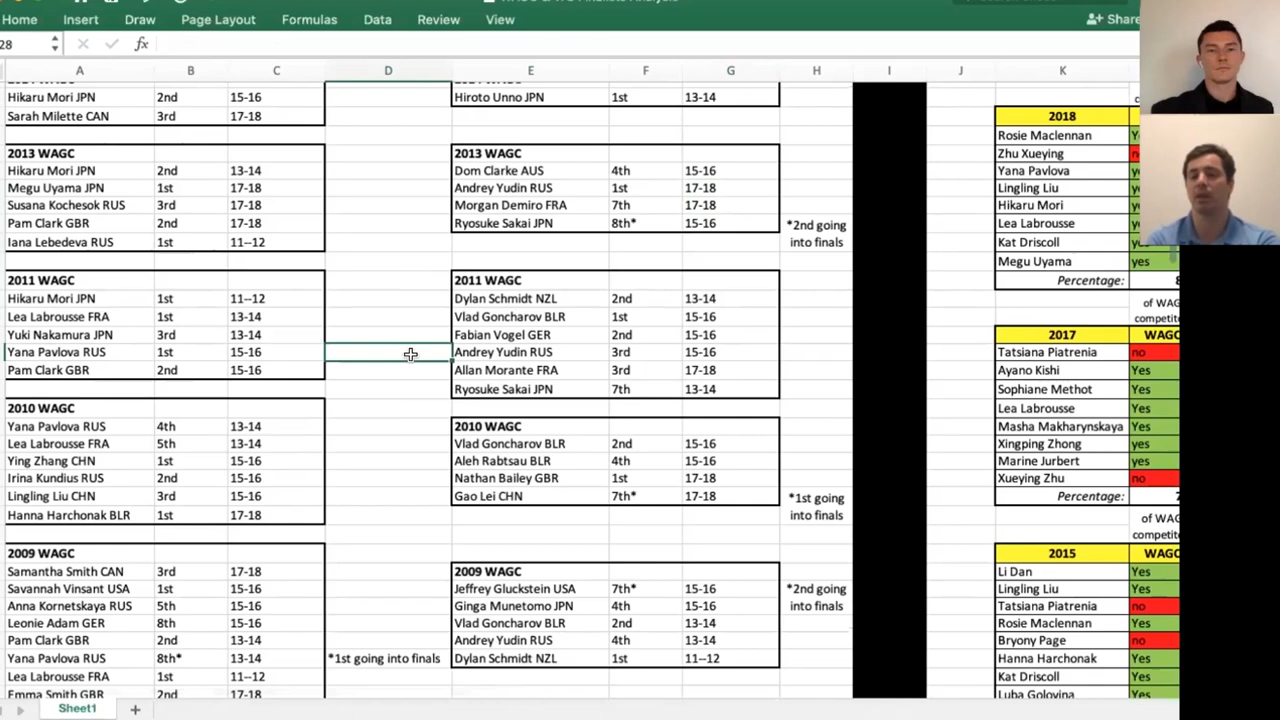 Home Insert Draw Page Layout Formulas Data Review View Share
28 fx
A B C D E F G H I J K
Hikaru Mori JPN 2nd 15-16 Hiroto Unno JPN 1st 13-14
Sarah Milette CAN 3rd 17-18 2018
Rosie Maclennan
2013 WAGC 2013 WAGC Zhu Xueying
Hikaru Mori JPN 2nd 13-14 Dom Clarke AUS 4th 15-16 Yana Pavlova
Megu Uyama JPN 1st 17-18 Andrey Yudin RUS 1st 17-18 Lingling Liu
Susana Kochesok RUS 3rd 17-18 Morgan Demiro FRA 7th 17-18 Hikaru Mori
Pam Clark GBR 2nd 17-18 Ryosuke Sakai JPN 8th* 15-16 *2nd going Lea Labrousse
Iana Lebedeva RUS 1st 11--12 into finals Kat Driscoll
Megu Uyama yes
2011 WAGC 2011 WAGC Percentage:
Hikaru Mori JPN 1st 11--12 Dylan Schmidt NZL 2nd 13-14 of WAG
Lea Labrousse FRA 1st 13-14 Vlad Goncharov BLR 1st 15-16 competit
Yuki Nakamura JPN 3rd 13-14 Fabian Vogel GER 2nd 15-16 2017 WAGC
Yana Pavlova RUS 1st 15-16 Andrey Yudin RUS 3rd 15-16 Tatsiana Piatrenia no
Pam Clark GBR 2nd 15-16 Allan Morante FRA 3rd 17-18 Ayano Kishi Yes
Ryosuke Sakai JPN 7th 13-14 Sophiane Methot Yes
2010 WAGC Lea Labrousse Yes
Yana Pavlova RUS 4th 13-14 2010 WAGC Masha Makharynskaya Yes
Lea Labrousse FRA 5th 13-14 Vlad Goncharov BLR 2nd 15-16 Xingping Zhong yes
Ying Zhang CHN 1st 15-16 Aleh Rabtsau BLR 4th 15-16 Marine Jurbert yes
Irina Kundius RUS 2nd 15-16 Nathan Bailey GBR 1st 17-18 Xueying Zhu no
Lingling Liu CHN 3rd 15-16 Gao Lei CHN 7th* 17-18 *1st going Percentage: 7
Hanna Harchonak BLR 1st 17-18 into finals of WAG
competit
2009 WAGC 2015 WAGC
Samantha Smith CAN 3rd 17-18 2009 WAGC Li Dan Yes
Savannah Vinsant USA 1st 15-16 Jeffrey Gluckstein USA 7th* 15-16 *2nd going Lingling Liu Yes
Anna Kornetskaya RUS 5th 15-16 Ginga Munetomo JPN 4th 15-16 into finals Tatsiana Piatrenia no
Leonie Adam GER 8th 15-16 Vlad Goncharov BLR 2nd 13-14 Rosie Maclennan Yes
Pam Clark GBR 2nd 13-14 Andrey Yudin RUS 4th 15-16 Bryony Page no
Yana Pavlova RUS 8th* 13-14 *1st going into finals Dylan Schmidt NZL 1st 11--12 Hanna Harchonak Yes
Lea Labrousse FRA 1st 11--12 Kat Driscoll Yes
Emma Smith GBR 2nd 17-18 Luba Golovina Yes
Sheet1